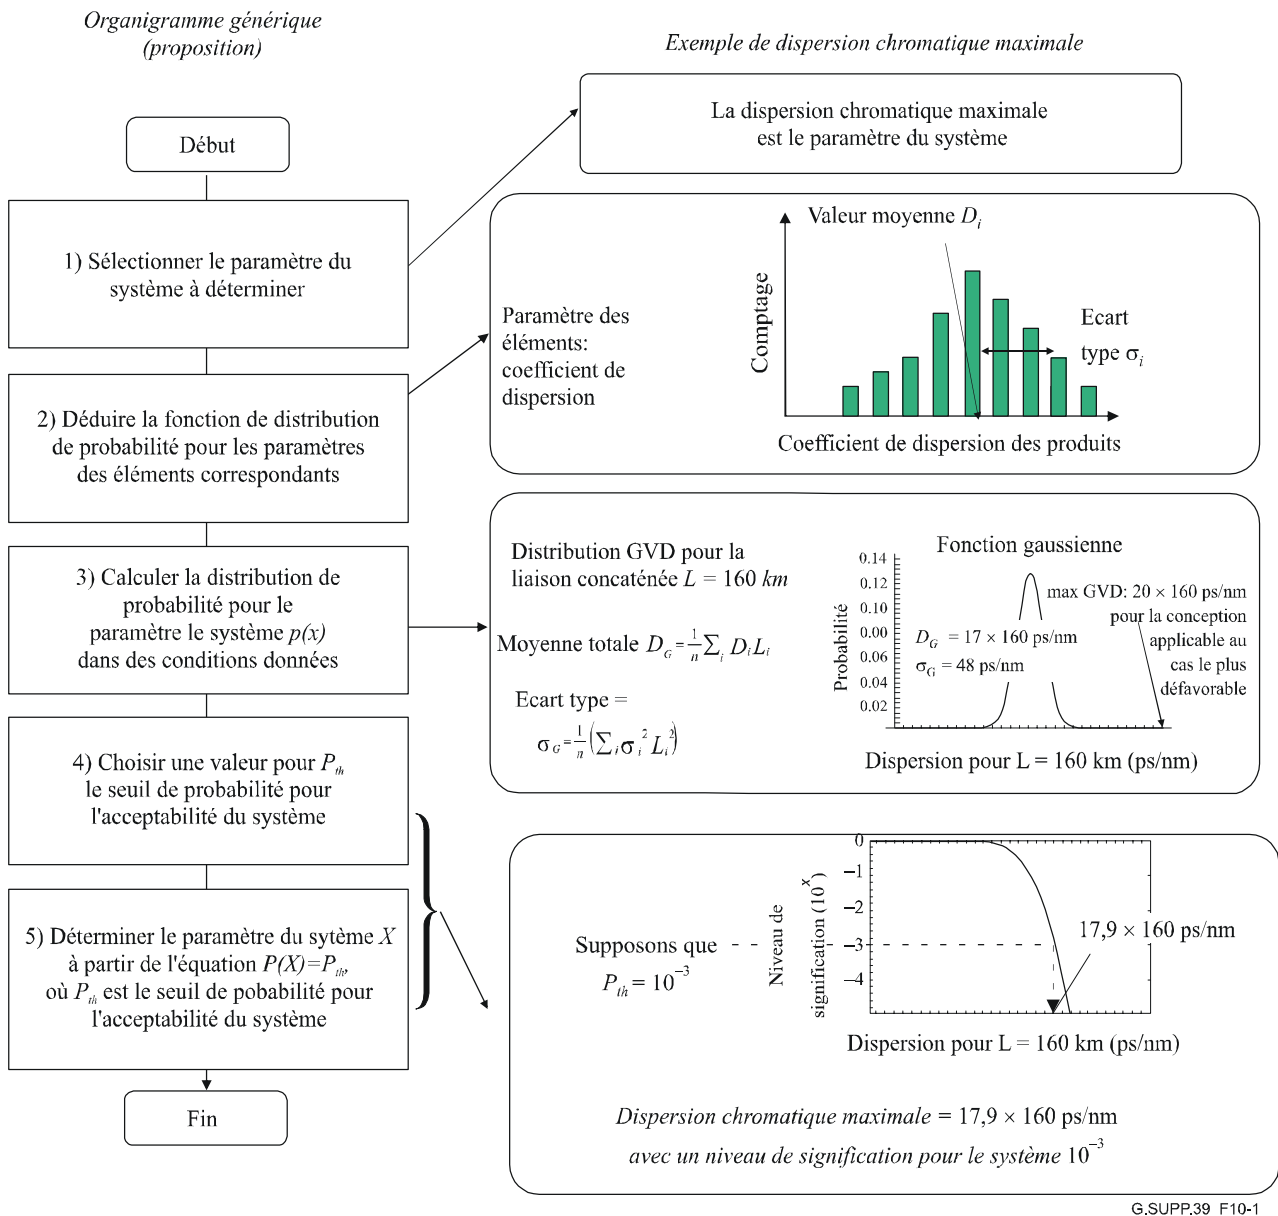 Organigramme générique
(proposition)
Exemple de dispersion chromatique maximale
Début
La dispersion chromatique maximale
est le paramètre du système
1) Sélectionner le paramètre du
système à déterminer
Valeur moyenne D_i
Comptage
Paramètre des
éléments:
coefficient de
dispersion
Ecart
type σ_i
Coefficient de dispersion des produits
2) Déduire la fonction de distribution
de probabilité pour les paramètres
des éléments correspondants
3) Calculer la distribution de
probabilité pour le
paramètre le système p(x)
dans des conditions données
Distribution GVD pour la
liaison concaténée L = 160 km
Moyenne totale D_G = 1/n ∑_i D_i L_i
Ecart type =
σ_G = 1/n (∑_i σ_i^2 L_i^2)
Fonction gaussienne
Probabilité
0.14
0.12
0.10
0.08
0.06
0.04
0.02
max GVD: 20 × 160 ps/nm
pour la conception
applicable au
cas le plus
défavorable
D_G = 17 × 160 ps/nm
σ_G = 48 ps/nm
Dispersion pour L = 160 km (ps/nm)
4) Choisir une valeur pour P_th
le seuil de probabilité pour
l'acceptabilité du système
5) Déterminer le paramètre du sytème X
à partir de l'équation P(X)=P_th,
où P_th est le seuil de pobabilité pour
l'acceptabilité du système
Fin
Supposons que
P_th = 10^−3
Niveau de
signification (10^x)
0
−1
−2
−3
−4
17,9 × 160 ps/nm
Dispersion pour L = 160 km (ps/nm)
Dispersion chromatique maximale = 17,9 × 160 ps/nm
avec un niveau de signification pour le système 10^−3
G.SUPP.39 F10-1